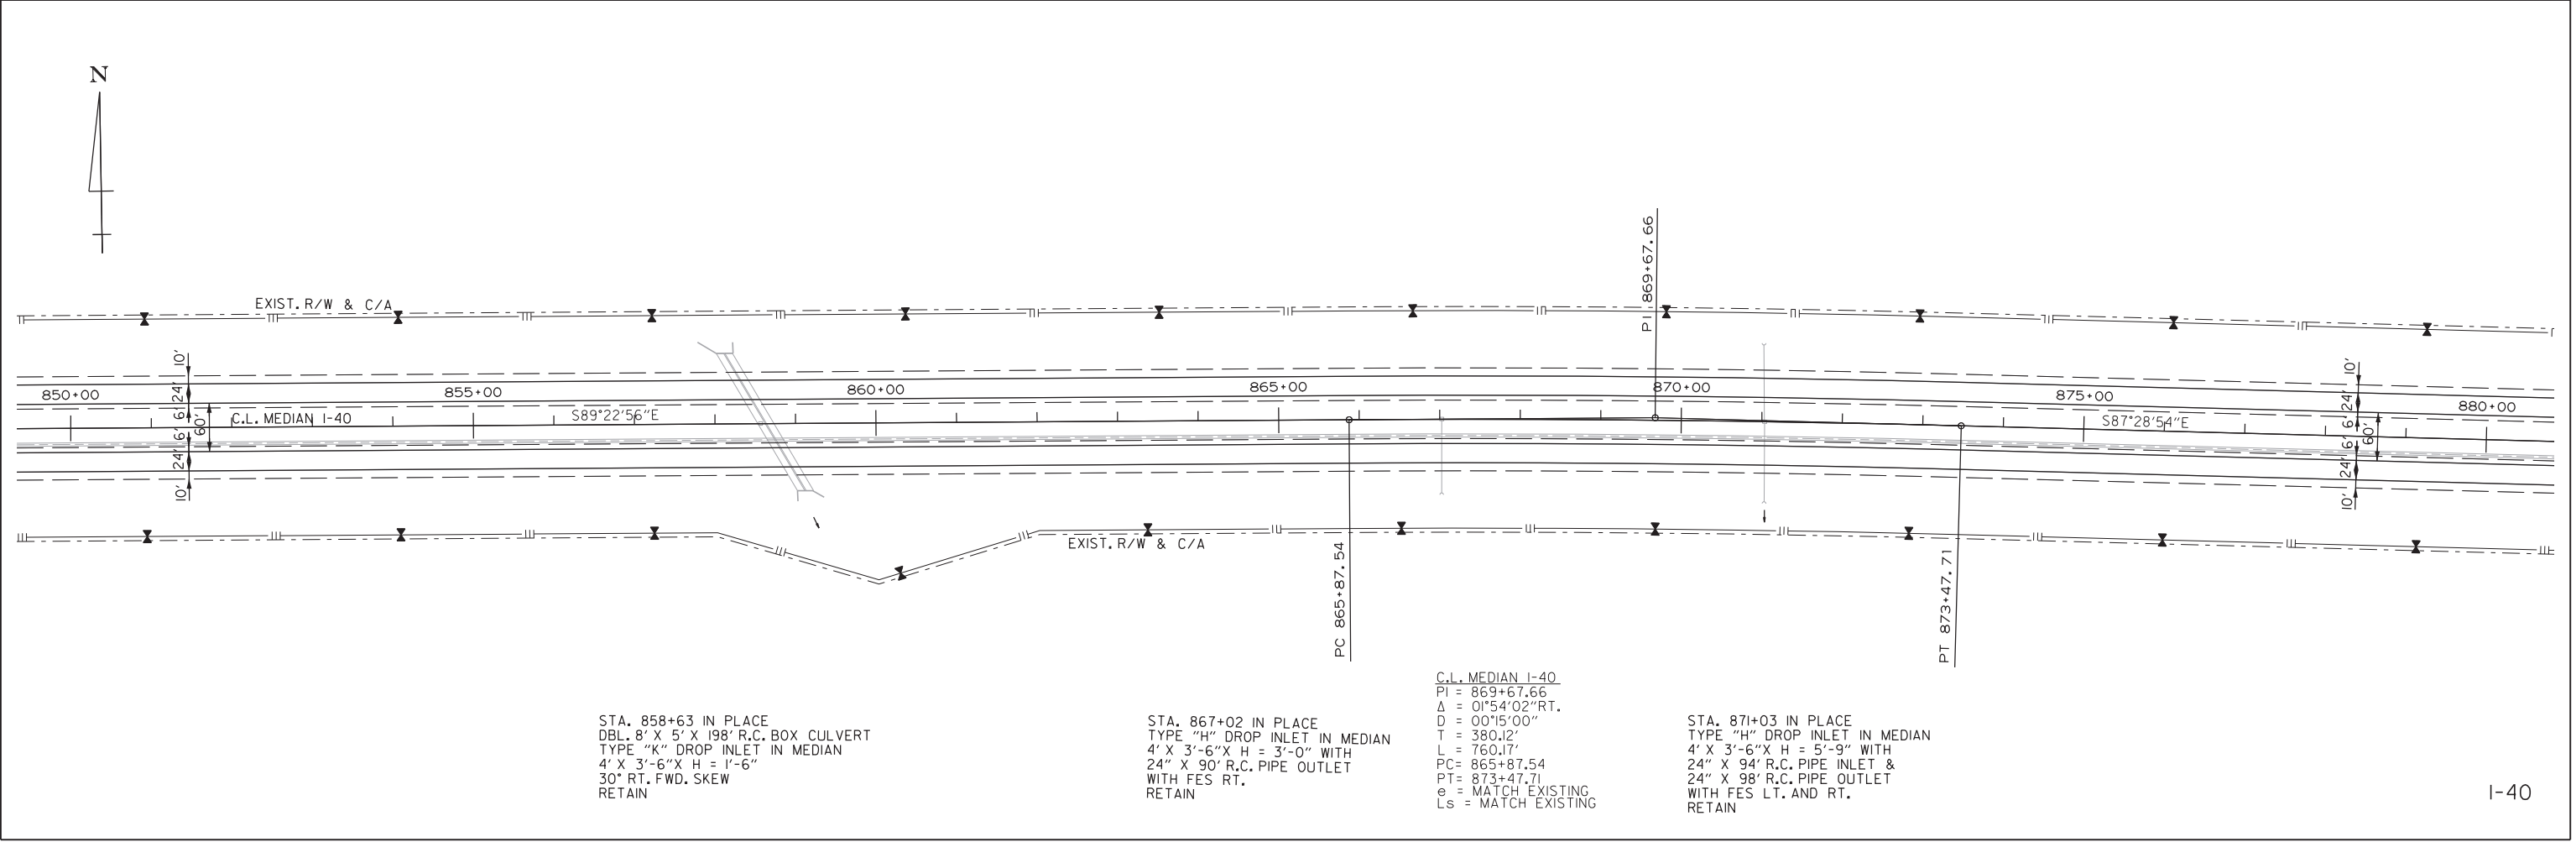 N
PI 869+67.66
EXIST. R/W & C/A
10'
24'
6'
60'
6'
24'
10'
850+00
855+00
860+00
865+00
870+00
875+00
880+00
C.L. MEDIAN I-40
S89°22'56"E
S87°28'54"E
10'
24'
6'
60'
6'
24'
10'
EXIST. R/W & C/A
PC 865+87.54
PT 873+47.71
STA. 858+63 IN PLACE
DBL. 8' X 5' X 198' R.C. BOX CULVERT
TYPE "K" DROP INLET IN MEDIAN
4' X 3'-6"X H = 1'-6"
30° RT. FWD. SKEW
RETAIN
STA. 867+02 IN PLACE
TYPE "H" DROP INLET IN MEDIAN
4' X 3'-6"X H = 3'-0" WITH
24" X 90' R.C. PIPE OUTLET
WITH FES RT.
RETAIN
C.L. MEDIAN I-40
PI = 869+67.66
Δ = 01°54'02"RT.
D = 00°15'00"
T = 380.12'
L = 760.17'
PC= 865+87.54
PT= 873+47.71
e = MATCH EXISTING
Ls = MATCH EXISTING
STA. 871+03 IN PLACE
TYPE "H" DROP INLET IN MEDIAN
4' X 3'-6"X H = 5'-9" WITH
24" X 94' R.C. PIPE INLET &
24" X 98' R.C. PIPE OUTLET
WITH FES LT. AND RT.
RETAIN
I-40